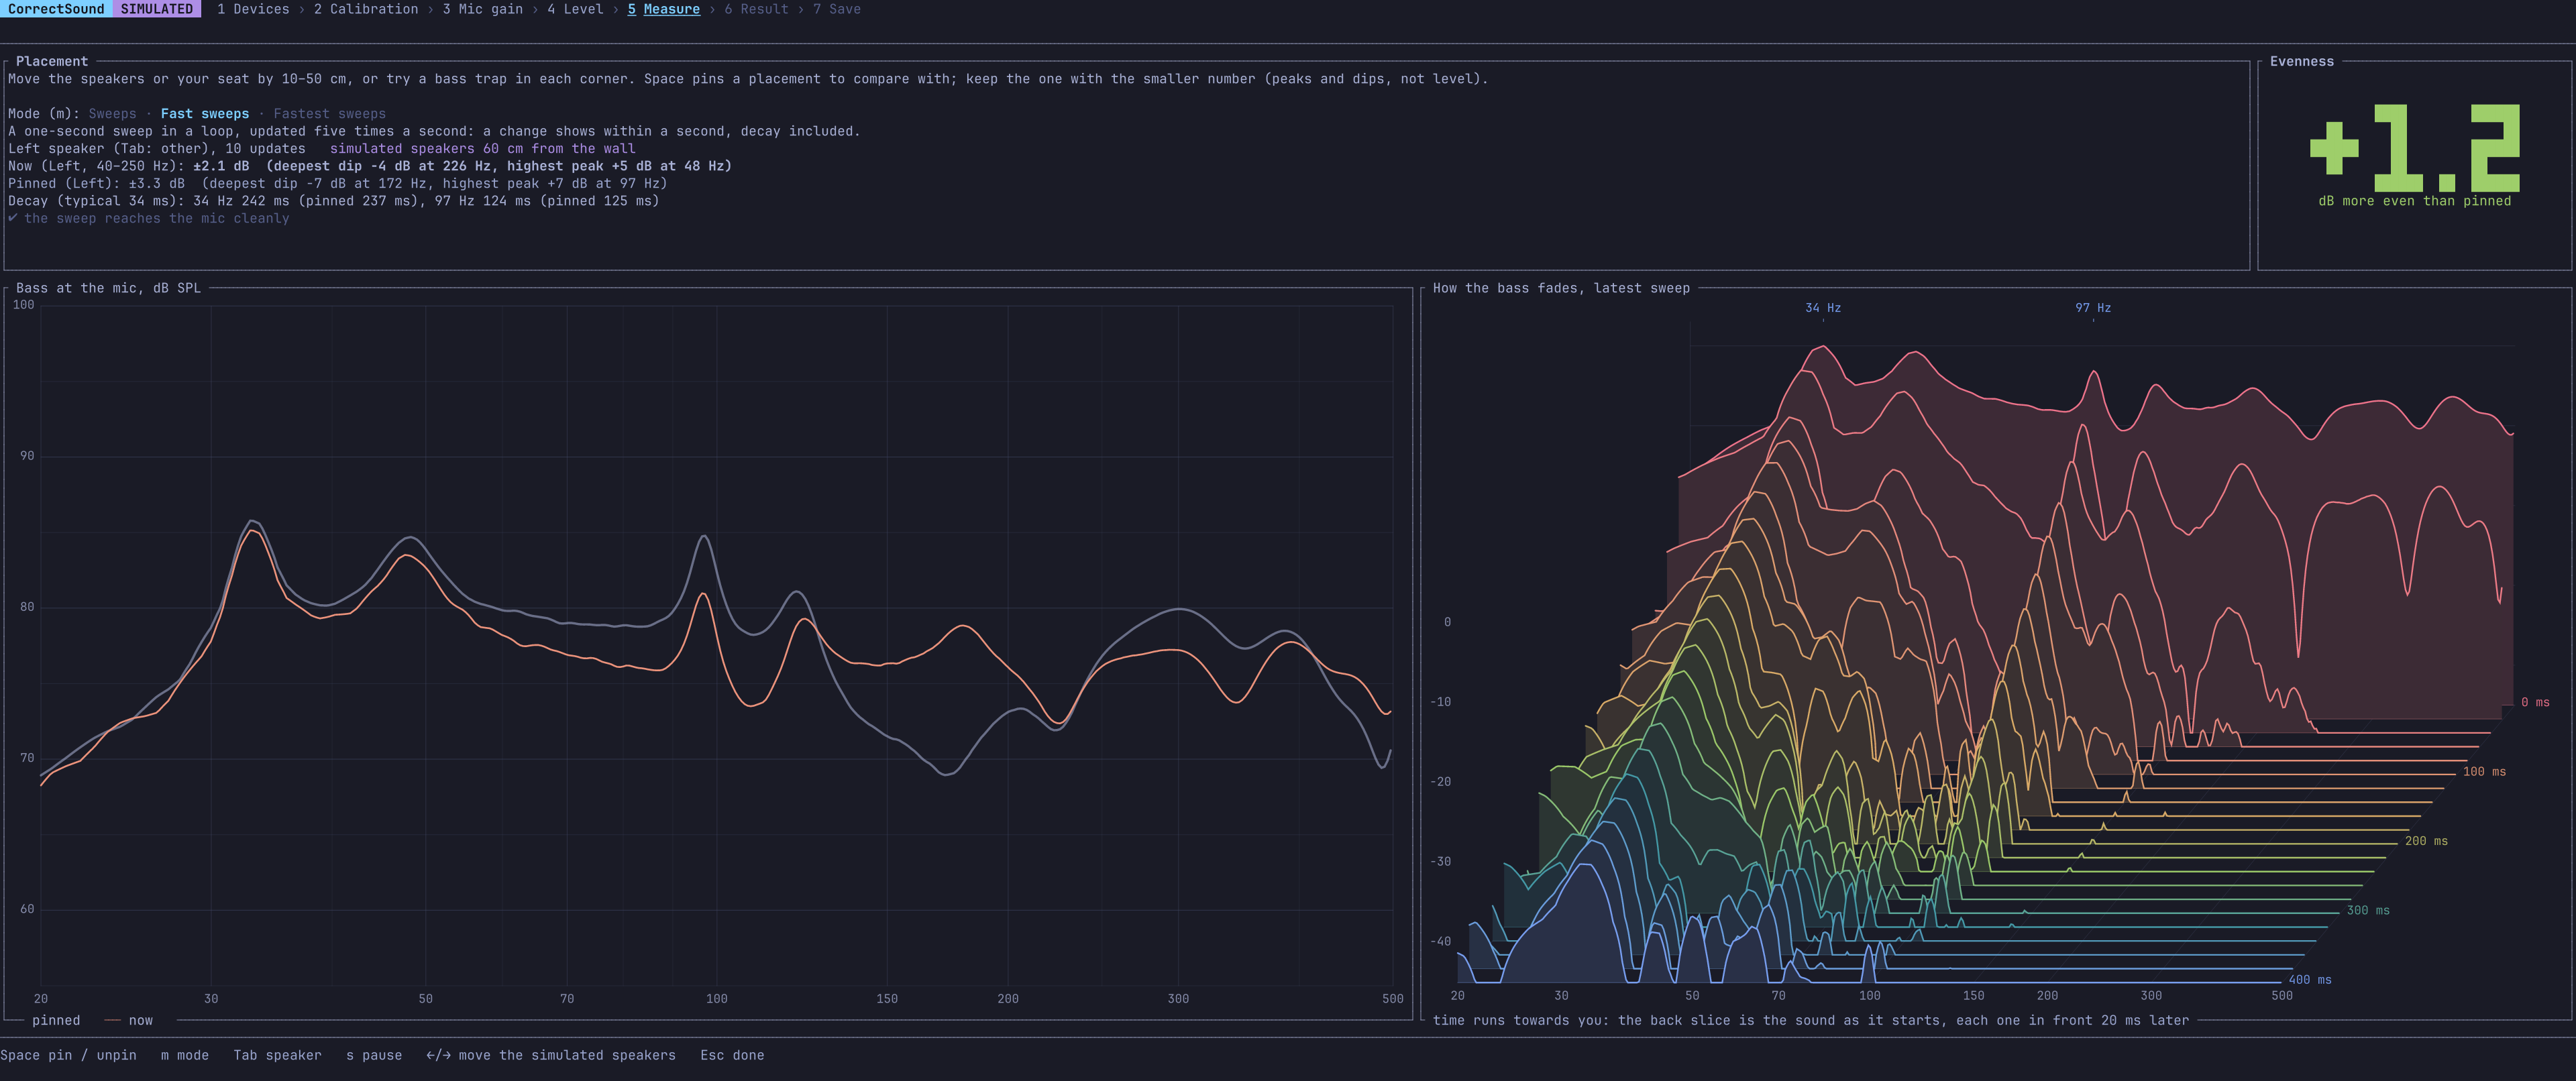 CorrectSound SIMULATED 1 Devices › 2 Calibration › 3 Mic gain › 4 Level › 5 Measure › 6 Result › 7 Save
Placement
Move the speakers or your seat by 10–50 cm, or try a bass trap in each corner. Space pins a placement to compare with; keep the one with the smaller number (peaks and dips, not level).
Mode (m): Sweeps · Fast sweeps · Fastest sweeps
A one-second sweep in a loop, updated five times a second: a change shows within a second, decay included.
Left speaker (Tab: other), 10 updates simulated speakers 60 cm from the wall
Now (Left, 40–250 Hz): ±2.1 dB (deepest dip -4 dB at 226 Hz, highest peak +5 dB at 48 Hz)
Pinned (Left): ±3.3 dB (deepest dip -7 dB at 172 Hz, highest peak +7 dB at 97 Hz)
Decay (typical 34 ms): 34 Hz 242 ms (pinned 237 ms), 97 Hz 124 ms (pinned 125 ms)
✔ the sweep reaches the mic cleanly
Evenness
+1.2
dB more even than pinned
Bass at the mic, dB SPL
100
90
80
70
60
20 30 50 70 100 150 200 300 500
pinned now
How the bass fades, latest sweep
34 Hz 97 Hz
0
-10
-20
-30
-40
0 ms
100 ms
200 ms
300 ms
400 ms
20 30 50 70 100 150 200 300 500
time runs towards you: the back slice is the sound as it starts, each one in front 20 ms later
Space pin / unpin m mode Tab speaker s pause ←/→ move the simulated speakers Esc done